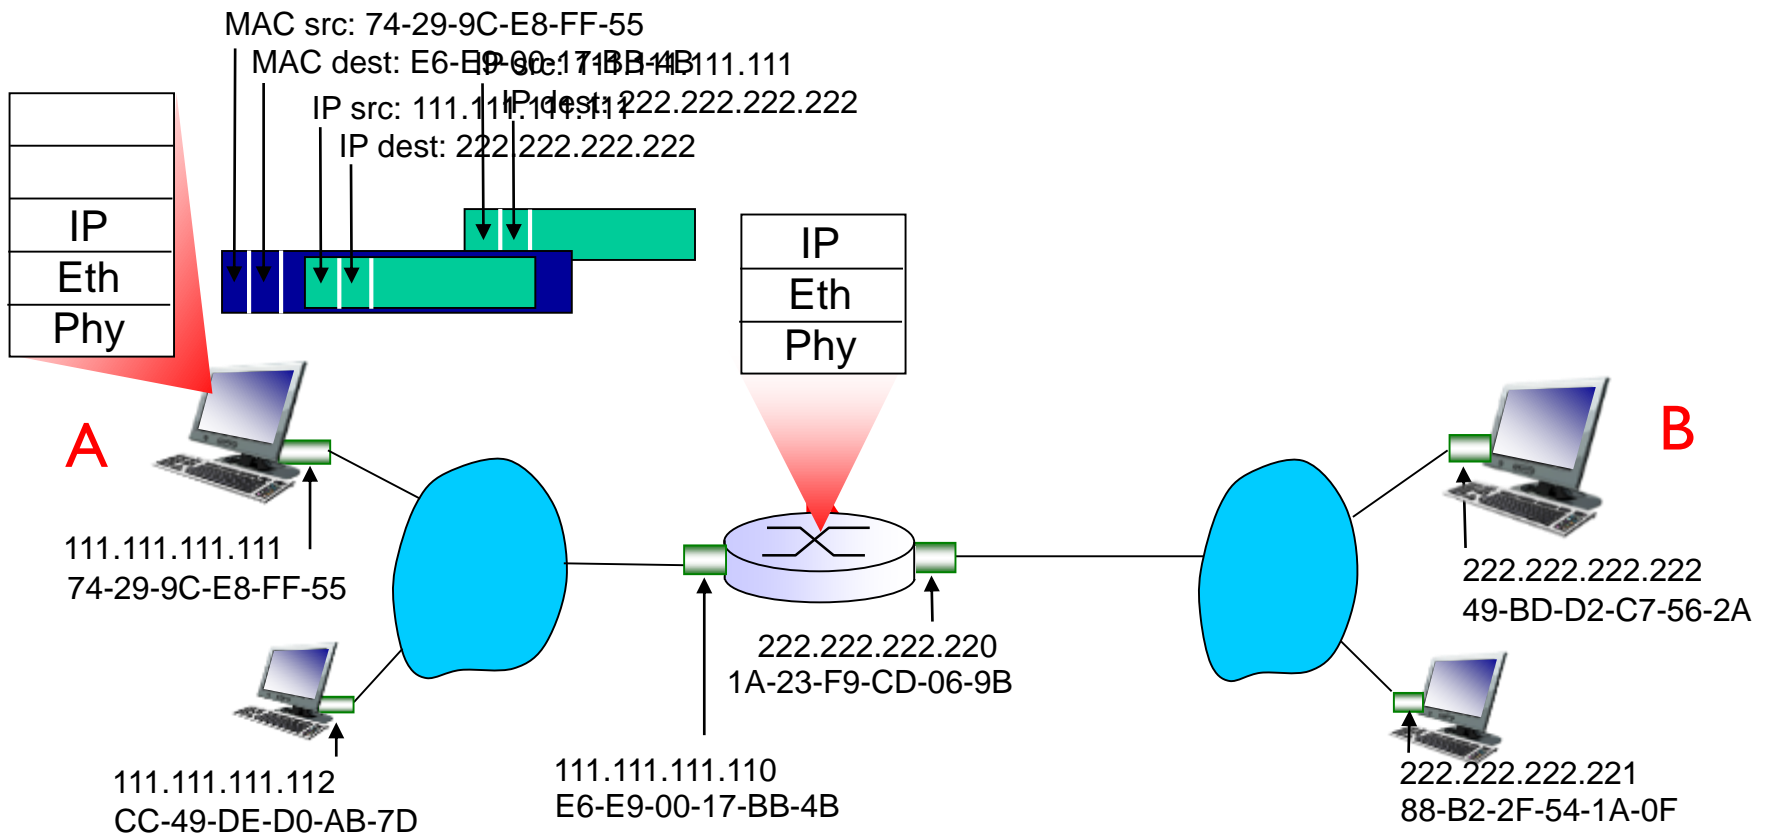 MAC src: 74-29-9C-E8-FF-55
MAC dest: E6-E9-00-17-BB-4B
IP src: 111.111.111.111
IP src: 111.111.111.111
IP dest: 222.222.222.222
IP dest: 222.222.222.222
IP
Eth
Phy
IP
Eth
Phy
A
B
111.111.111.111
74-29-9C-E8-FF-55
222.222.222.222
49-BD-D2-C7-56-2A
222.222.222.220
1A-23-F9-CD-06-9B
111.111.111.112
CC-49-DE-D0-AB-7D
111.111.111.110
E6-E9-00-17-BB-4B
222.222.222.221
88-B2-2F-54-1A-0F